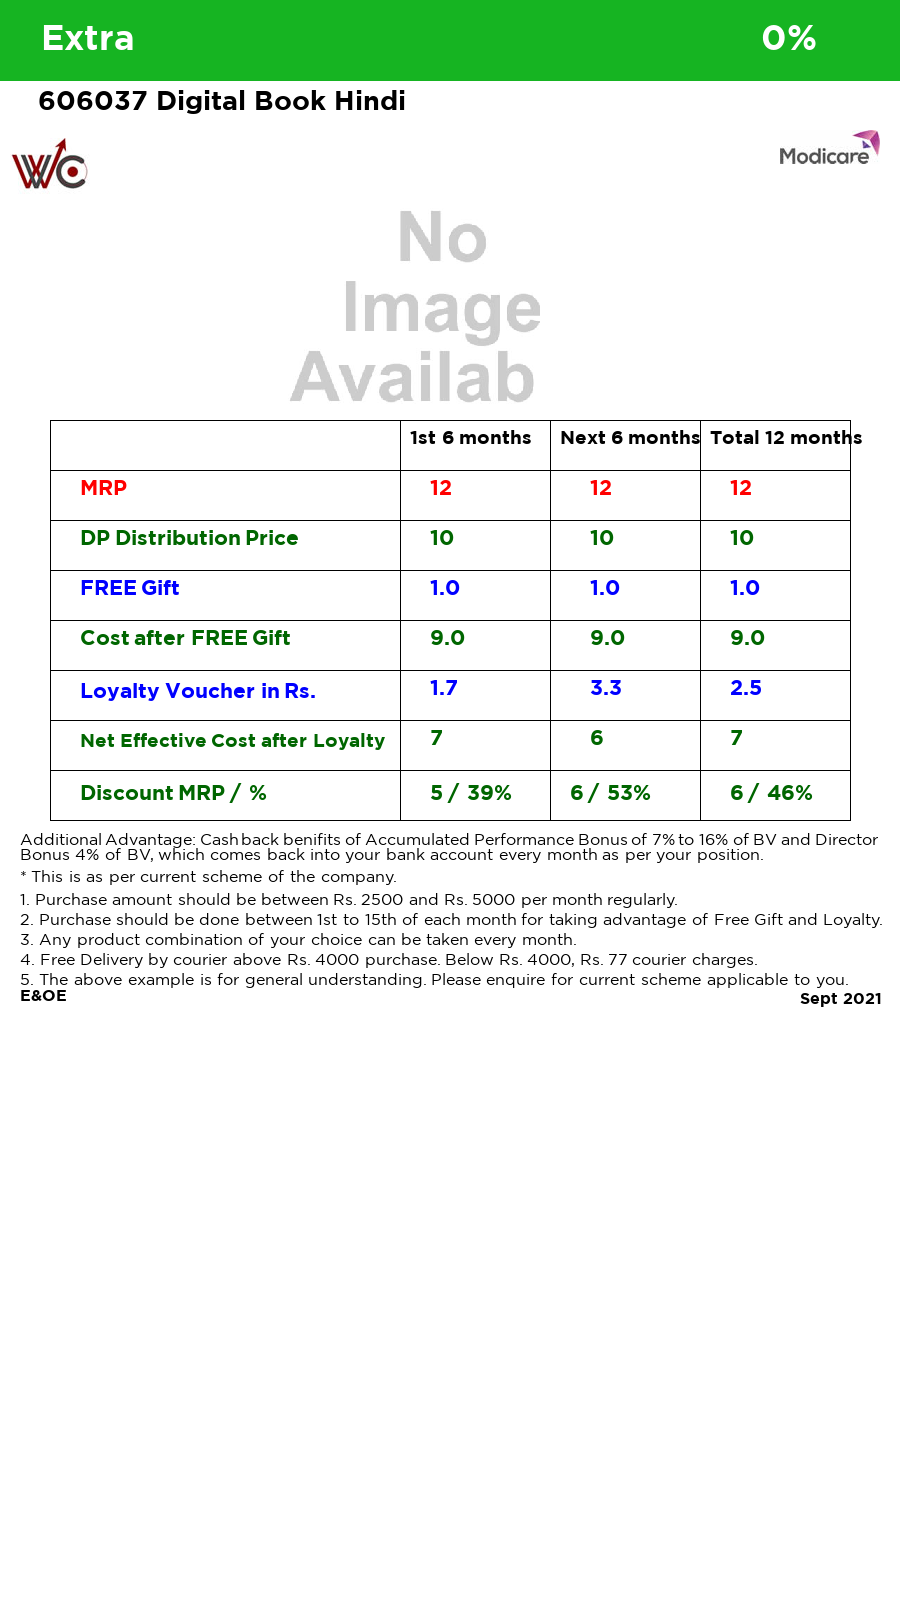 Extra 0%
606037 Digital Book Hindi
WC
Modicare
No
Image
Availab
1st 6 months Next 6 months Total 12 months
MRP 12 12 12
DP Distribution Price 10 10 10
FREE Gift 1.0 1.0 1.0
Cost after FREE Gift 9.0 9.0 9.0
Loyalty Voucher in Rs. 1.7 3.3 2.5
Net Effective Cost after Loyalty 7 6 7
Discount MRP / % 5 / 39% 6 / 53% 6 / 46%
Additional Advantage: Cashback benifits of Accumulated Performance Bonus of 7% to 16% of BV and Director
Bonus 4% of BV, which comes back into your bank account every month as per your position.
* This is as per current scheme of the company.
1. Purchase amount should be between Rs. 2500 and Rs. 5000 per month regularly.
2. Purchase should be done between 1st to 15th of each month for taking advantage of Free Gift and Loyalty.
3. Any product combination of your choice can be taken every month.
4. Free Delivery by courier above Rs. 4000 purchase. Below Rs. 4000, Rs. 77 courier charges.
5. The above example is for general understanding. Please enquire for current scheme applicable to you.
E&OE
Sept 2021